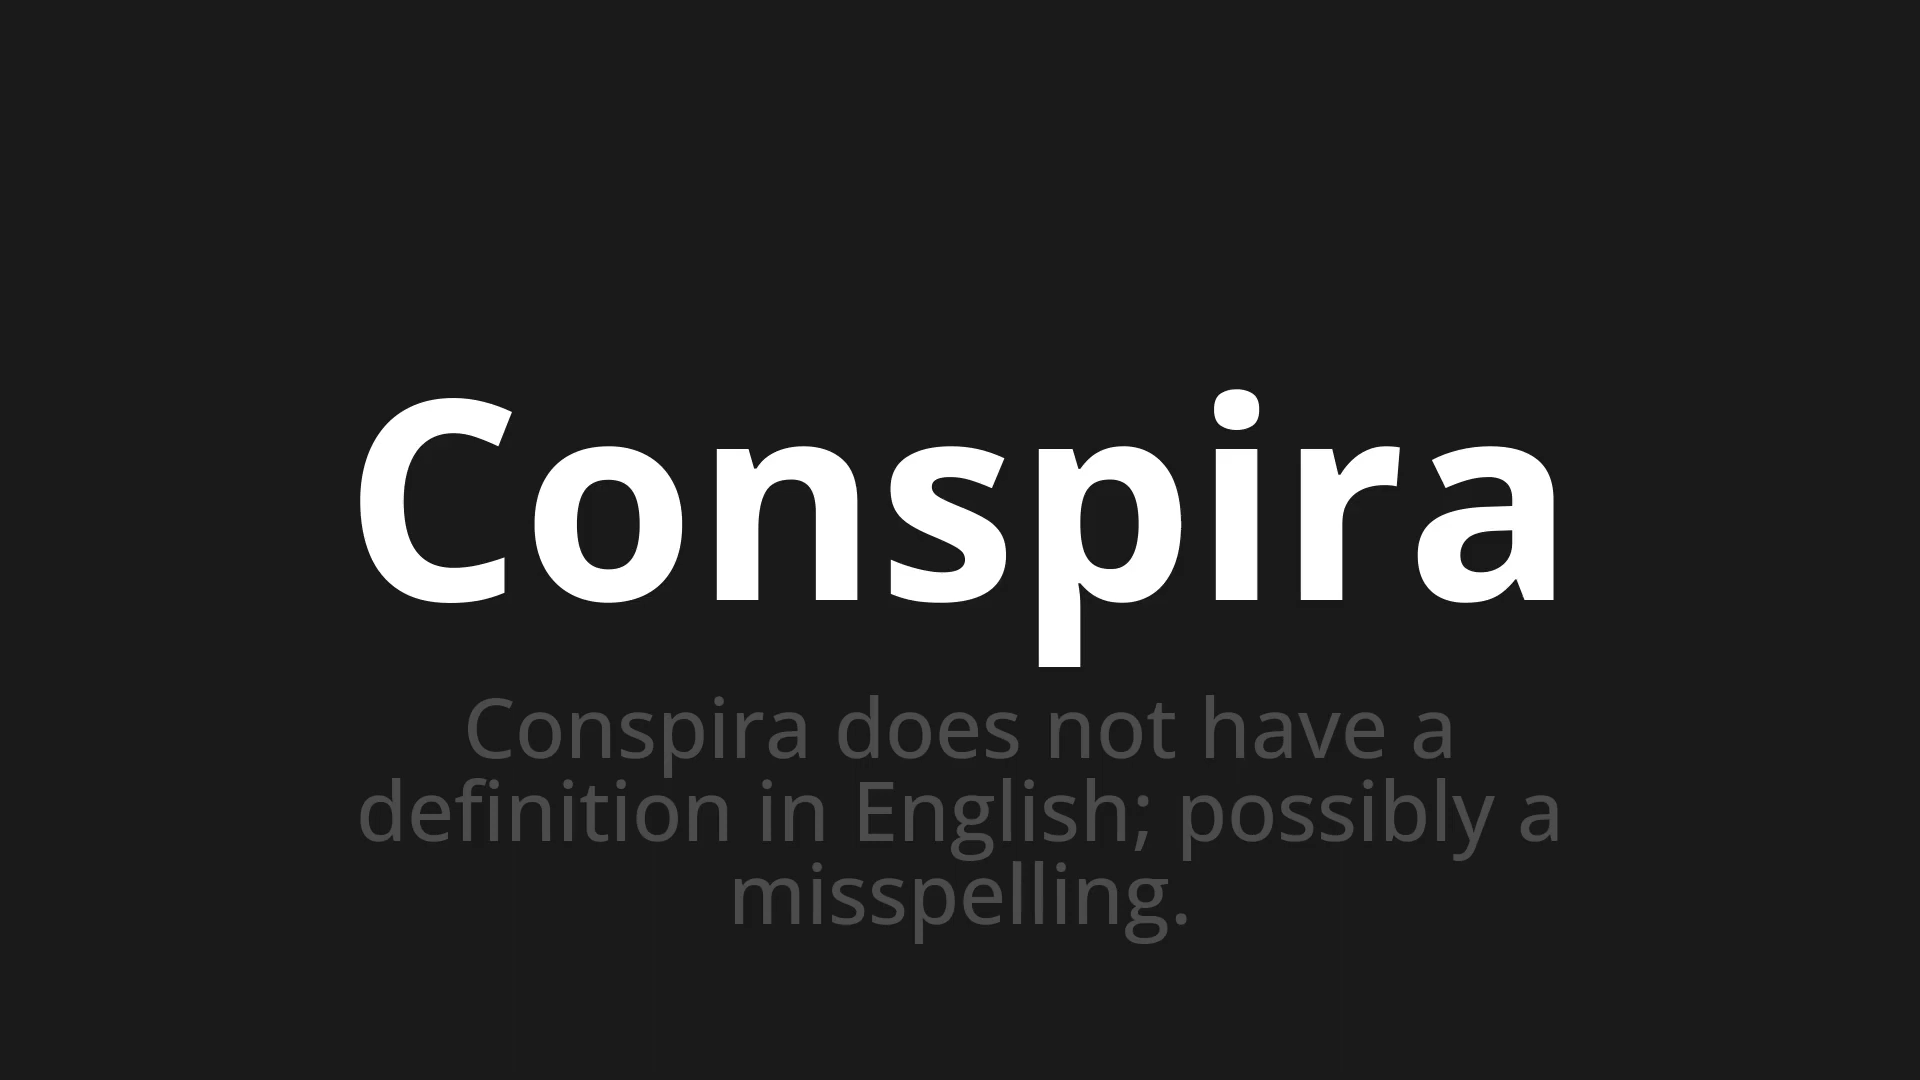 Conspira
Conspira does not have a
definition in English; possibly a
misspelling.